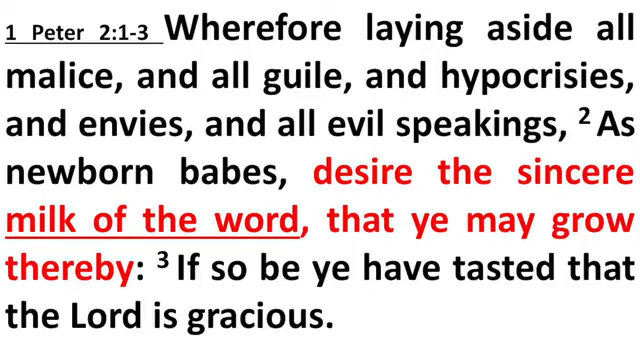 1 Peter 2:1-3 Wherefore laying aside all
malice, and all guile, and hypocrisies,
and envies, and all evil speakings, 2 As
newborn babes, desire the sincere
milk of the word, that ye may grow
thereby: 3 If so be ye have tasted that
the Lord is gracious.